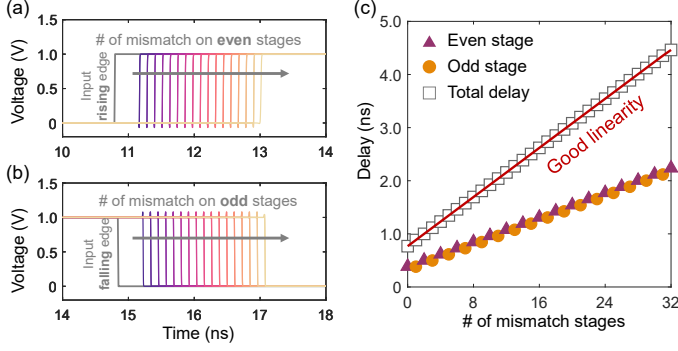 (a)
Voltage (V)
1.0
0.5
0
# of mismatch on even stages
Input
rising edge
10
11
12
13
14
(b)
Voltage (V)
1.0
0.5
0
# of mismatch on odd stages
Input
falling edge
14
15
16
17
18
Time (ns)
(c)
Delay (ns)
5.0
4.0
3.0
2.0
1.0
0
Even stage
Odd stage
Total delay
Good linearity
0
8
16
24
32
# of mismatch stages